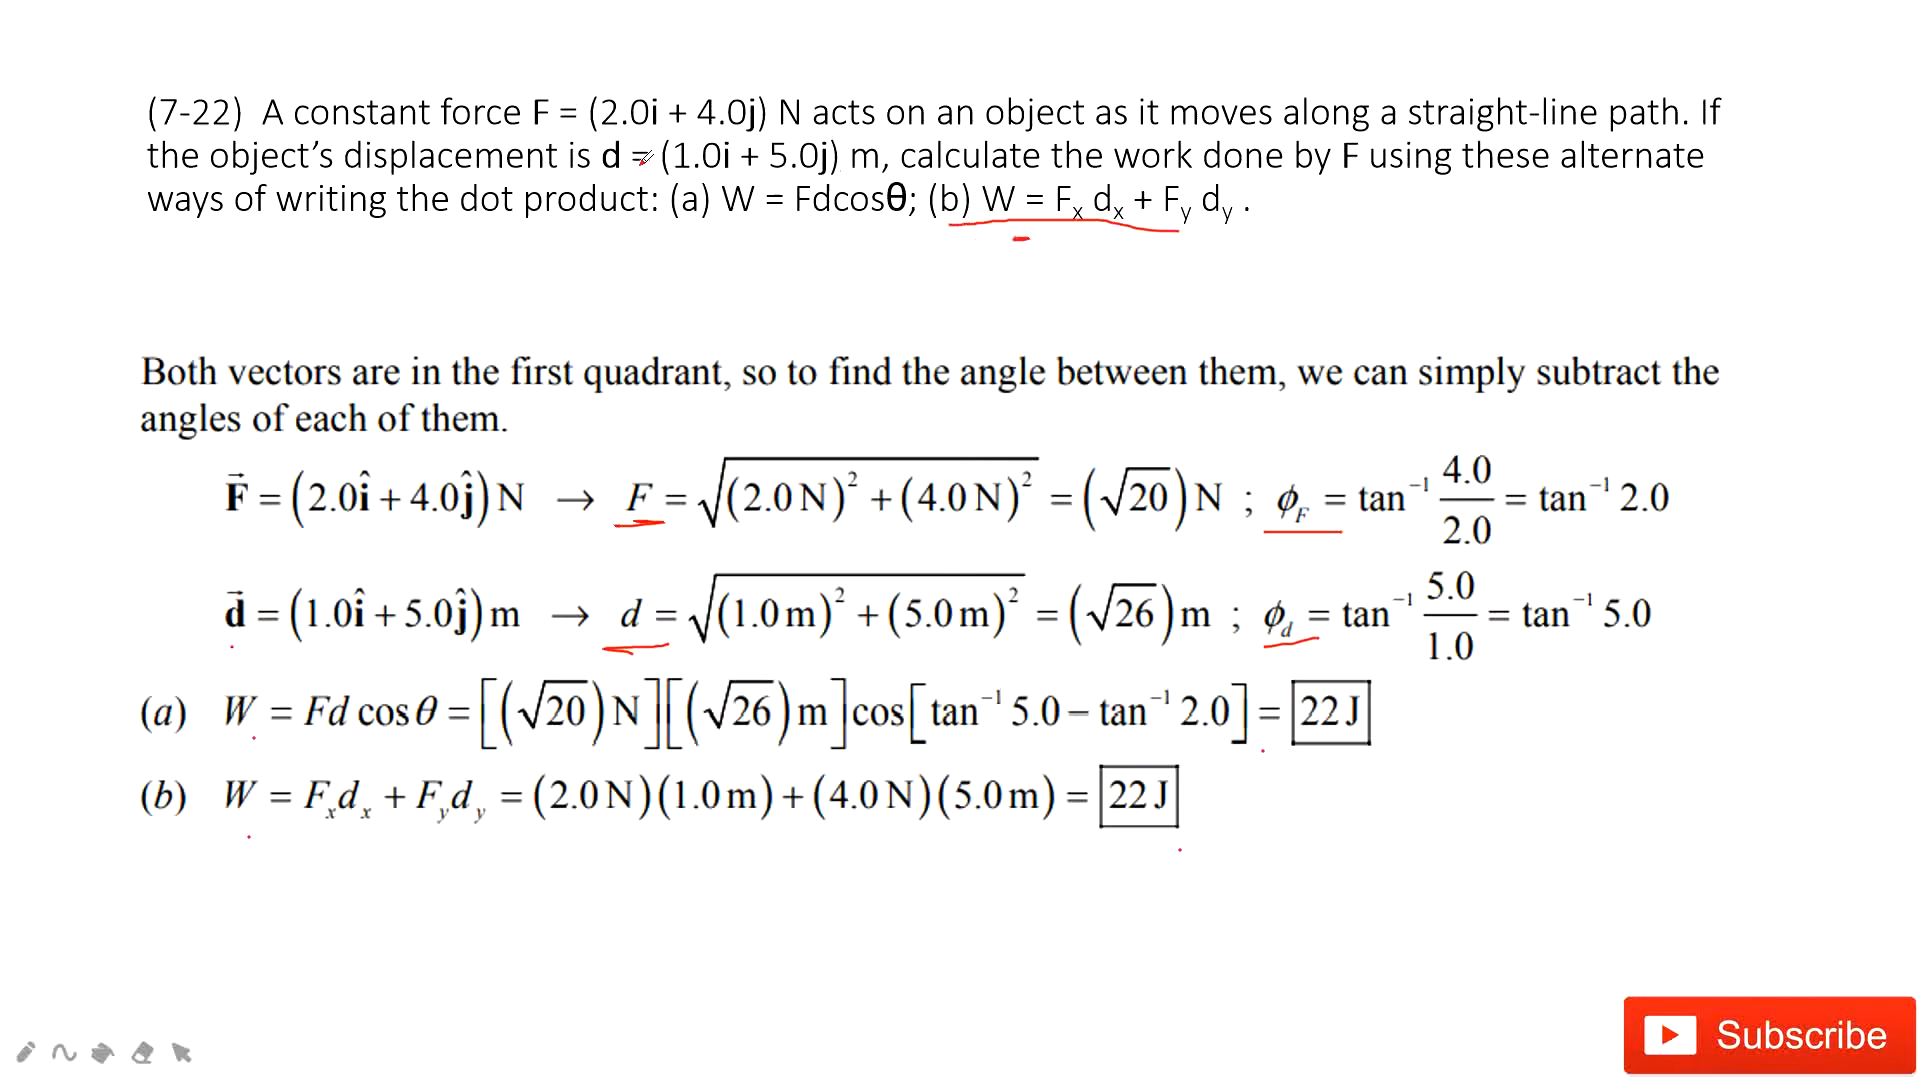 (7-22) A constant force F = (2.0i + 4.0j) N acts on an object as it moves along a straight-line path. If
the object’s displacement is d = (1.0i + 5.0j) m, calculate the work done by F using these alternate
ways of writing the dot product: (a) W = Fdcosθ; (b) W = Fₓ dₓ + F_y d_y .
Both vectors are in the first quadrant, so to find the angle between them, we can simply subtract the
angles of each of them.
F⃗ = (2.0î + 4.0ĵ) N → F = √((2.0 N)² + (4.0 N)²) = (√20) N ; ϕ_F = tan⁻¹ 4.0/2.0 = tan⁻¹ 2.0
d⃗ = (1.0î + 5.0ĵ) m → d = √((1.0 m)² + (5.0 m)²) = (√26) m ; ϕ_d = tan⁻¹ 5.0/1.0 = tan⁻¹ 5.0
(a) W = Fd cos θ = [(√20) N][(√26) m] cos[tan⁻¹ 5.0 – tan⁻¹ 2.0] = 22 J
(b) W = Fₓdₓ + F_y d_y = (2.0 N)(1.0 m) + (4.0 N)(5.0 m) = 22 J
Subscribe